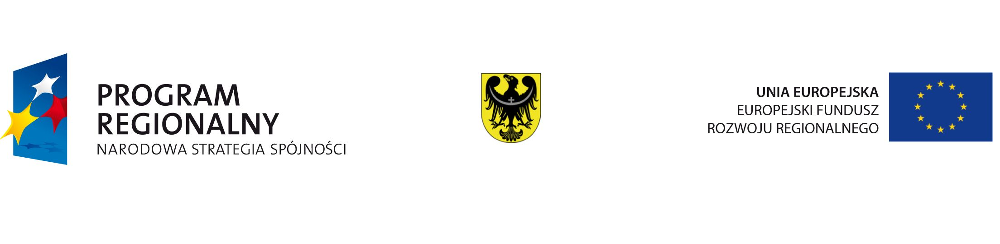 PROGRAM
REGIONALNY
NARODOWA STRATEGIA SPÓJNOŚCI
UNIA EUROPEJSKA
EUROPEJSKI FUNDUSZ
ROZWOJU REGIONALNEGO